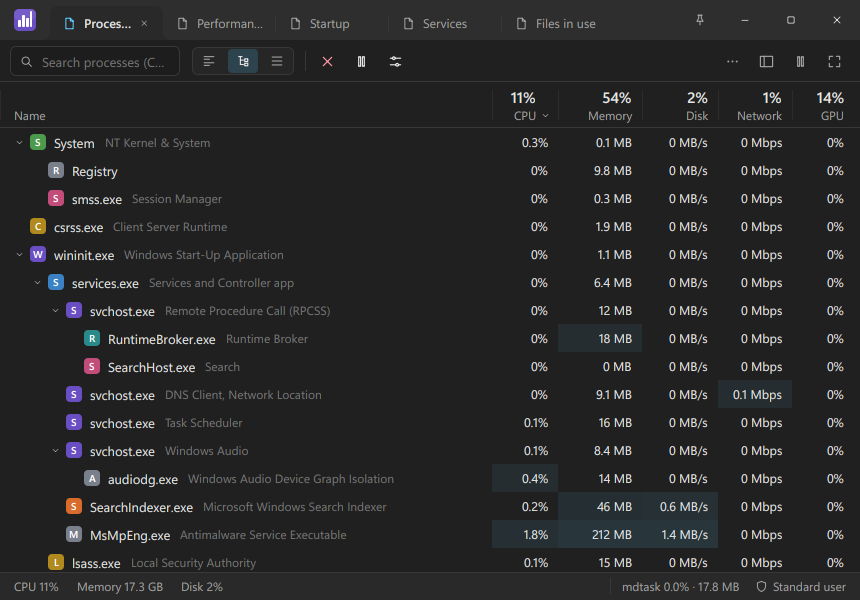 Proces... × Performan... Startup Services Files in use
Search processes (C...
11% 54% 2% 1% 14%
Name CPU Memory Disk Network GPU
S System NT Kernel & System 0.3% 0.1 MB 0 MB/s 0 Mbps 0%
R Registry 0% 9.8 MB 0 MB/s 0 Mbps 0%
S smss.exe Session Manager 0% 0.3 MB 0 MB/s 0 Mbps 0%
C csrss.exe Client Server Runtime 0% 1.9 MB 0 MB/s 0 Mbps 0%
W wininit.exe Windows Start-Up Application 0% 1.1 MB 0 MB/s 0 Mbps 0%
S services.exe Services and Controller app 0% 6.4 MB 0 MB/s 0 Mbps 0%
S svchost.exe Remote Procedure Call (RPCSS) 0% 12 MB 0 MB/s 0 Mbps 0%
R RuntimeBroker.exe Runtime Broker 0% 18 MB 0 MB/s 0 Mbps 0%
S SearchHost.exe Search 0% 0 MB 0 MB/s 0 Mbps 0%
S svchost.exe DNS Client, Network Location 0% 9.1 MB 0 MB/s 0.1 Mbps 0%
S svchost.exe Task Scheduler 0.1% 16 MB 0 MB/s 0 Mbps 0%
S svchost.exe Windows Audio 0.1% 8.4 MB 0 MB/s 0 Mbps 0%
A audiodg.exe Windows Audio Device Graph Isolation 0.4% 14 MB 0 MB/s 0 Mbps 0%
S SearchIndexer.exe Microsoft Windows Search Indexer 0.2% 46 MB 0.6 MB/s 0 Mbps 0%
M MsMpEng.exe Antimalware Service Executable 1.8% 212 MB 1.4 MB/s 0 Mbps 0%
L lsass.exe Local Security Authority 0.1% 15 MB 0 MB/s 0 Mbps 0%
CPU 11% Memory 17.3 GB Disk 2% mdtask 0.0% · 17.8 MB Standard user